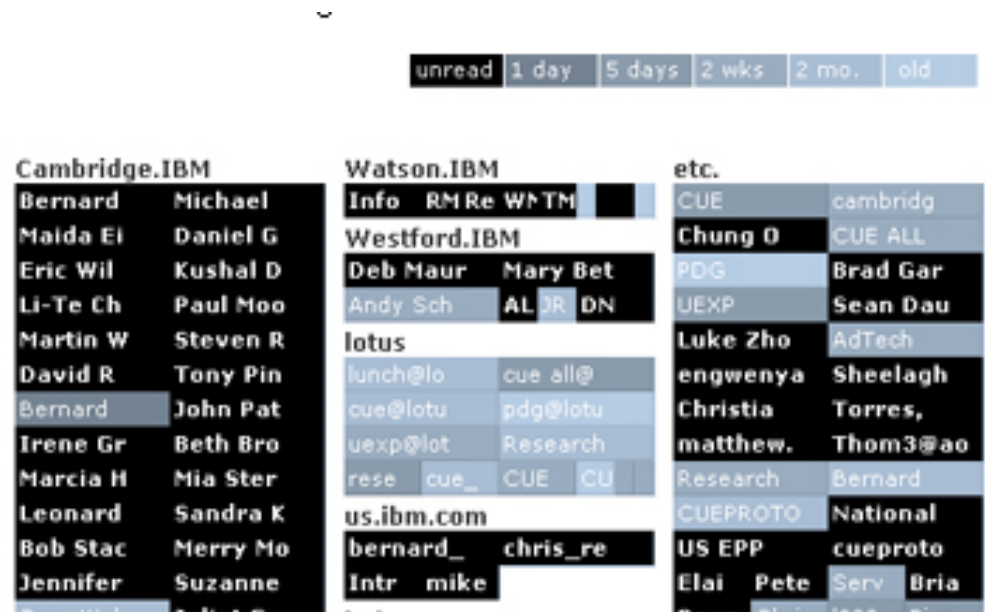 unread 1 day 5 days 2 wks 2 mo. old
Cambridge.IBM
Bernard Michael
Maida Ei Daniel G
Eric Wil Kushal D
Li-Te Ch Paul Moo
Martin W Steven R
David R Tony Pin
Bernard John Pat
Irene Gr Beth Bro
Marcia H Mia Ster
Leonard Sandra K
Bob Stac Merry Mo
Jennifer Suzanne
Watson.IBM
Info RM Re WM TM
Westford.IBM
Deb Maur Mary Bet
Andy Sch AL JR DN
lotus
lunch@lo cue all@
cue@lotu pdg@lotu
uexp@lot Research
rese cue_ CUE CU
us.ibm.com
bernard_ chris_re
Intr mike
etc.
CUE cambridg
Chung O CUE ALL
PDG Brad Gar
UEXP Sean Dau
Luke Zho AdTech
engwenya Sheelagh
Christia Torres,
matthew. Thom3@ao
Research Bernard
CUEPROTO National
US EPP cueproto
Elai Pete Serv Bria